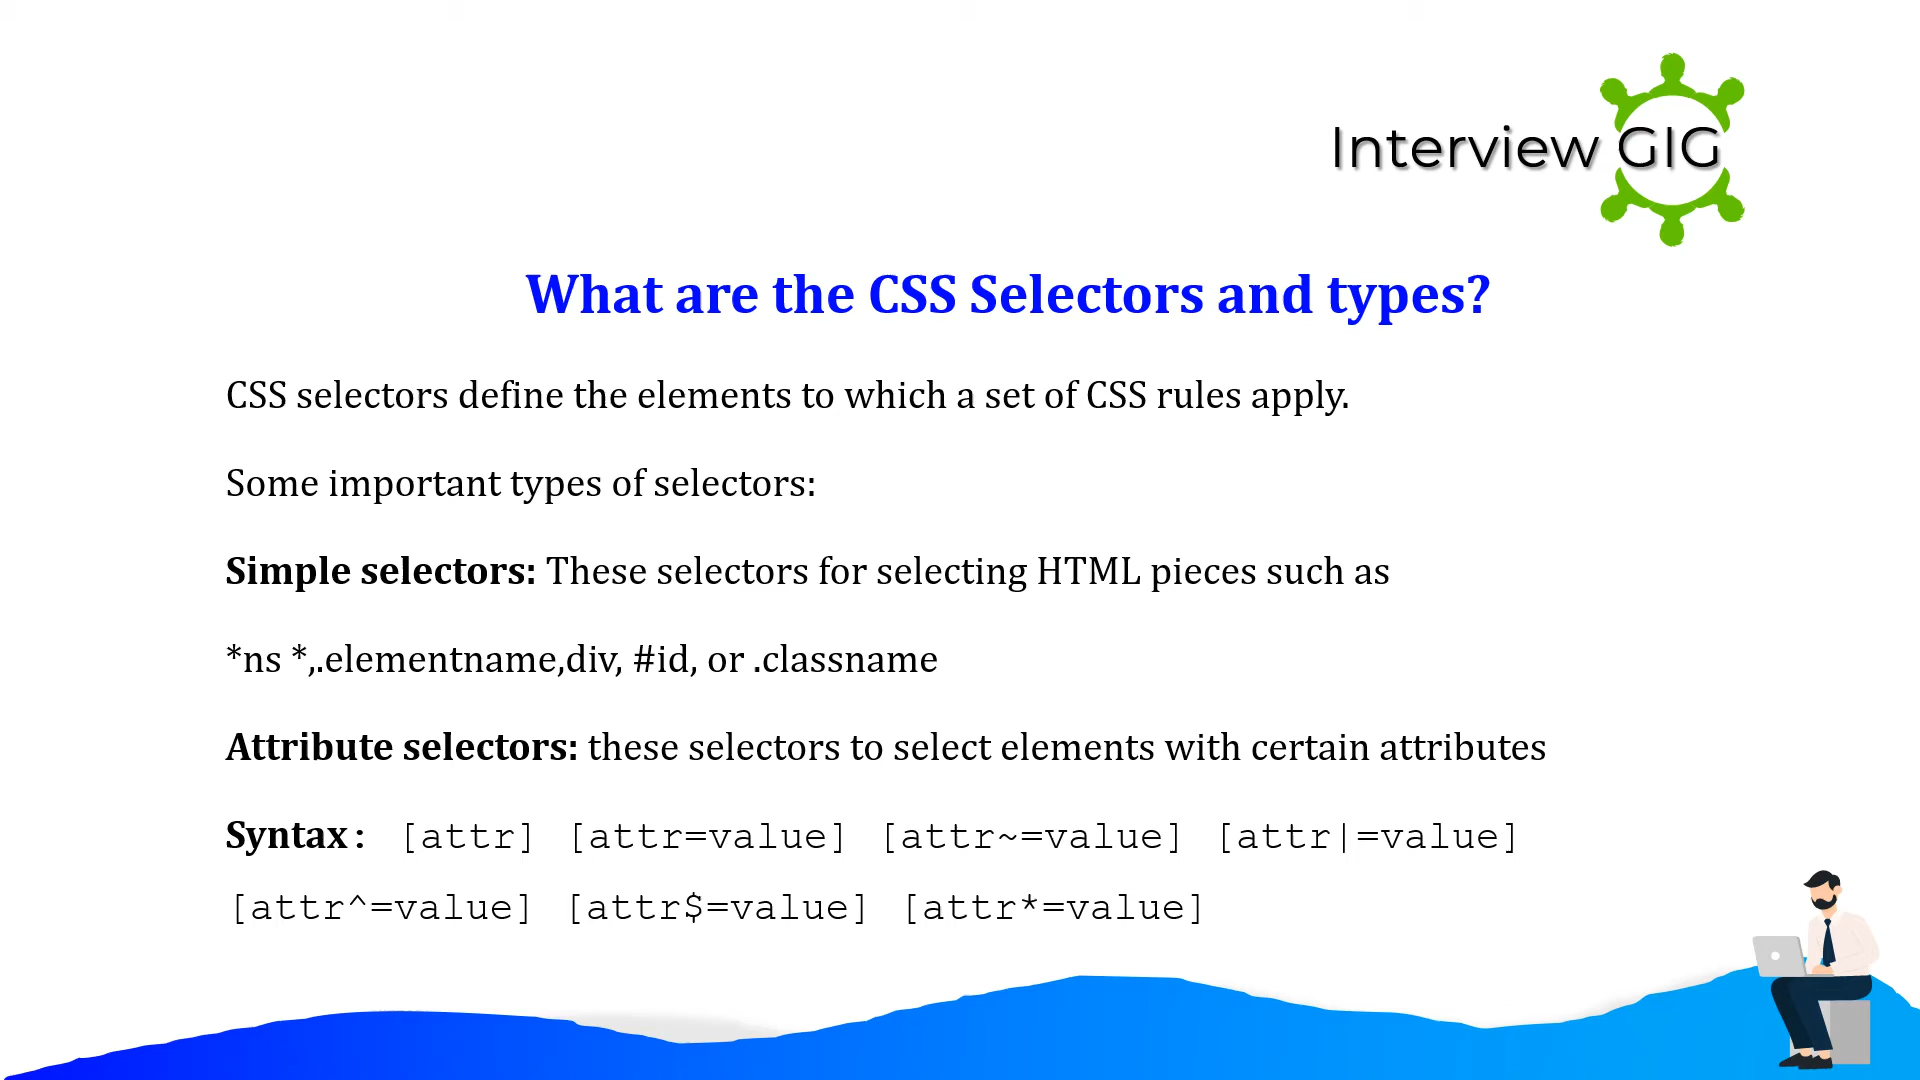 Interview GIG
What are the CSS Selectors and types?
CSS selectors define the elements to which a set of CSS rules apply.
Some important types of selectors:
Simple selectors: These selectors for selecting HTML pieces such as
*ns *,.elementname,div, #id, or .classname
Attribute selectors: these selectors to select elements with certain attributes
Syntax : [attr] [attr=value] [attr~=value] [attr|=value]
[attr^=value] [attr$=value] [attr*=value]